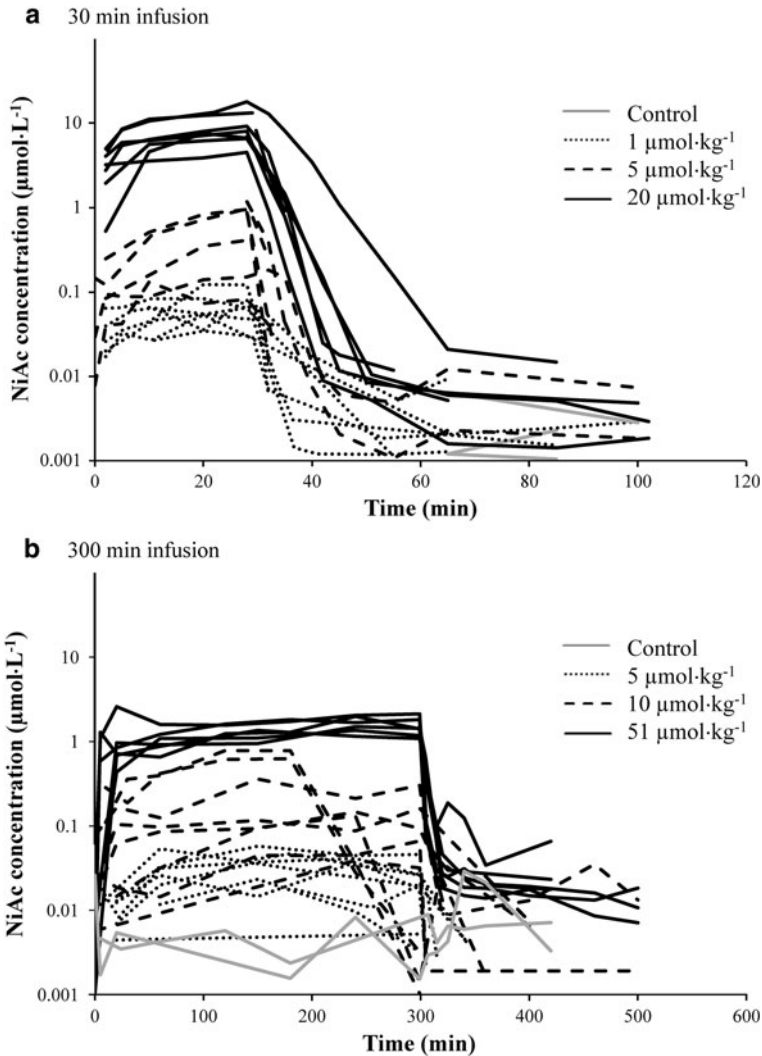 a 30 min infusion
NiAc concentration (µmol·L⁻¹)
10
1
0.1
0.01
0.001
0 20 40 60 80 100 120
Time (min)
Control
1 µmol·kg⁻¹
5 µmol·kg⁻¹
20 µmol·kg⁻¹
b 300 min infusion
NiAc concentration (µmol·L⁻¹)
10
1
0.1
0.01
0.001
0 100 200 300 400 500 600
Time (min)
Control
5 µmol·kg⁻¹
10 µmol·kg⁻¹
51 µmol·kg⁻¹